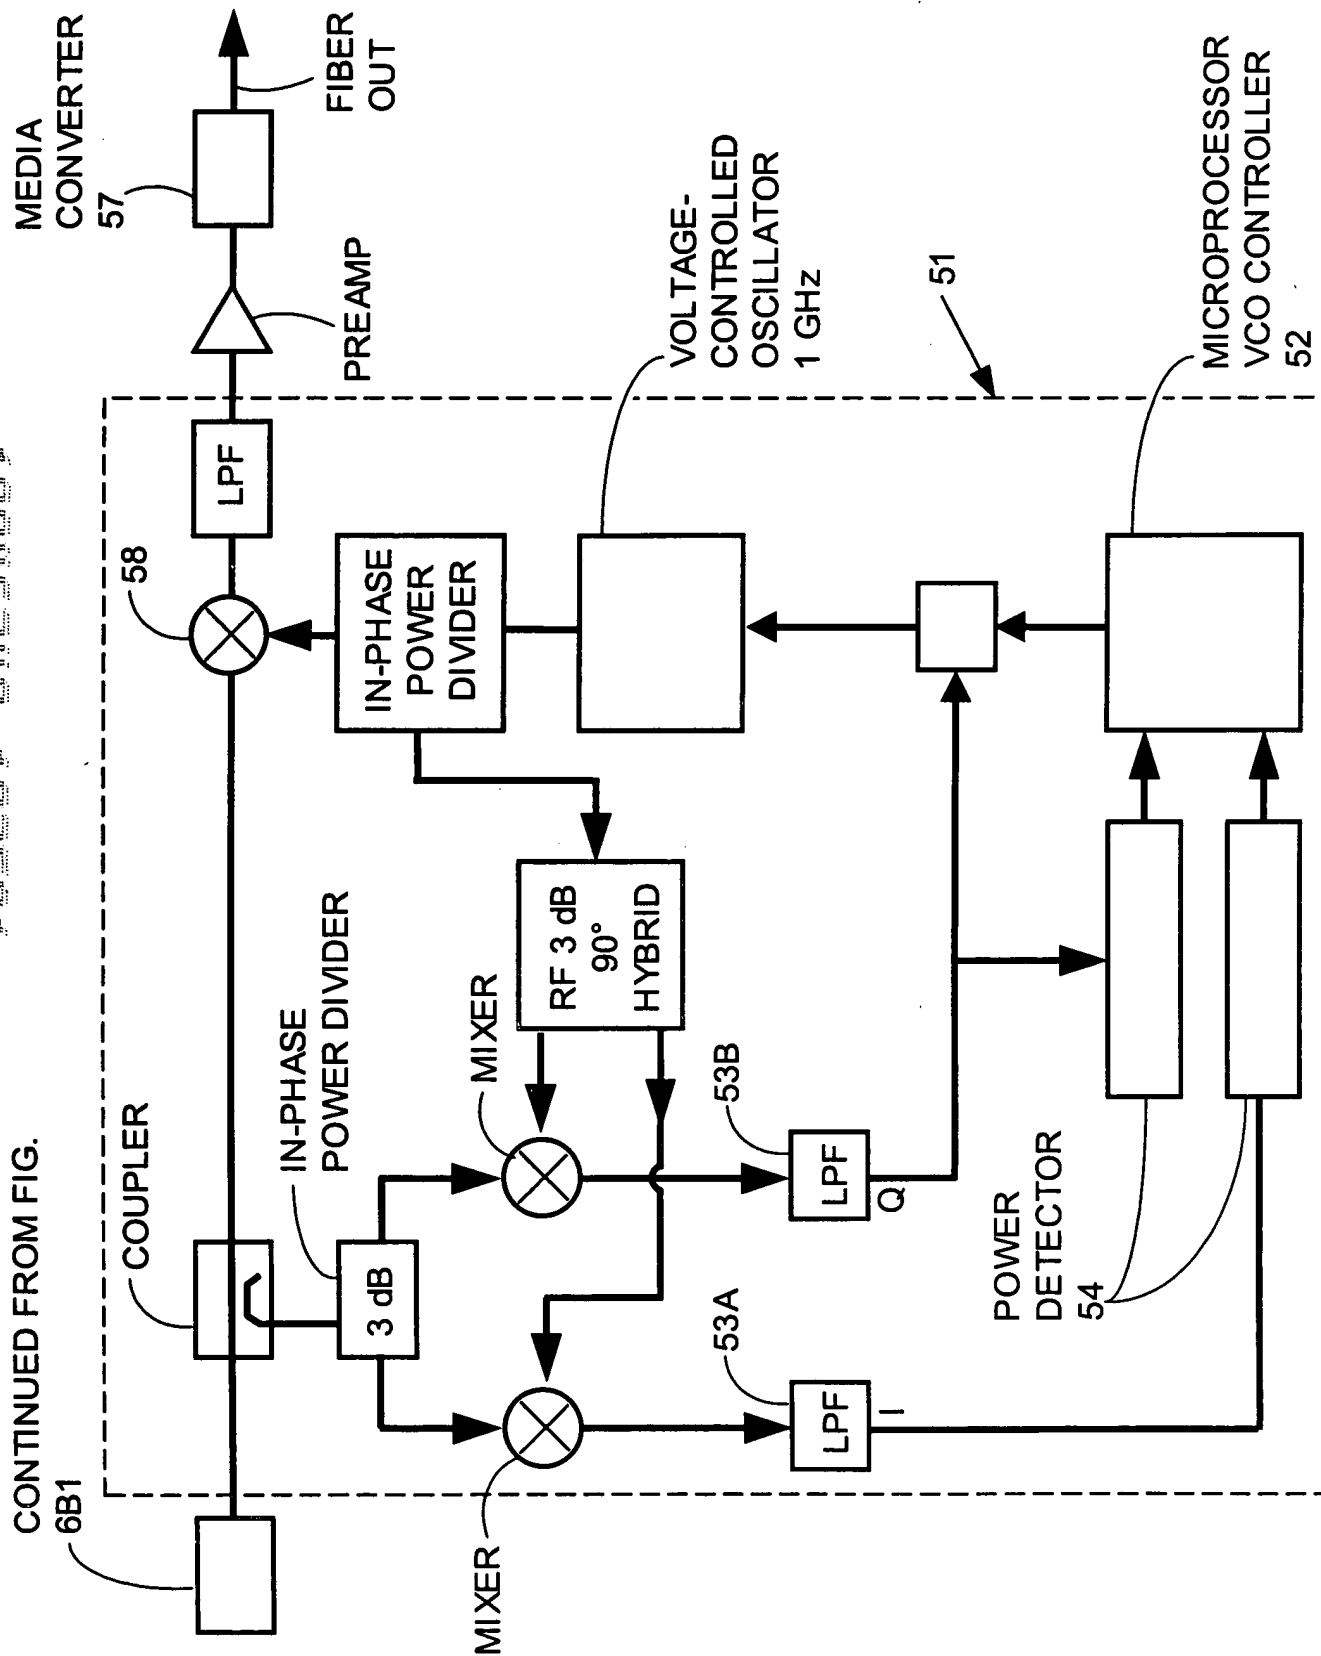 CONTINUED FROM FIG.
6B1
MEDIA
CONVERTER
57
FIBER
OUT
COUPLER
58
LPF
PREAMP
IN-PHASE
POWER DIVIDER
3 dB
IN-PHASE
POWER
DIVIDER
VOLTAGE-
CONTROLLED
OSCILLATOR
1 GHz
MIXER
MIXER
RF 3 dB
90°
HYBRID
51
53A
LPF
I
53B
LPF
Q
POWER
DETECTOR
54
MICROPROCESSOR
VCO CONTROLLER
52